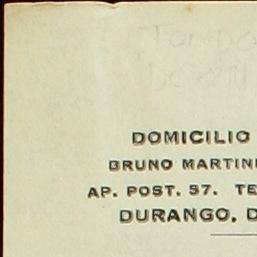 DOMICILIO
BRUNO MARTIN
AP. POST. 57. TE
DURANGO, D